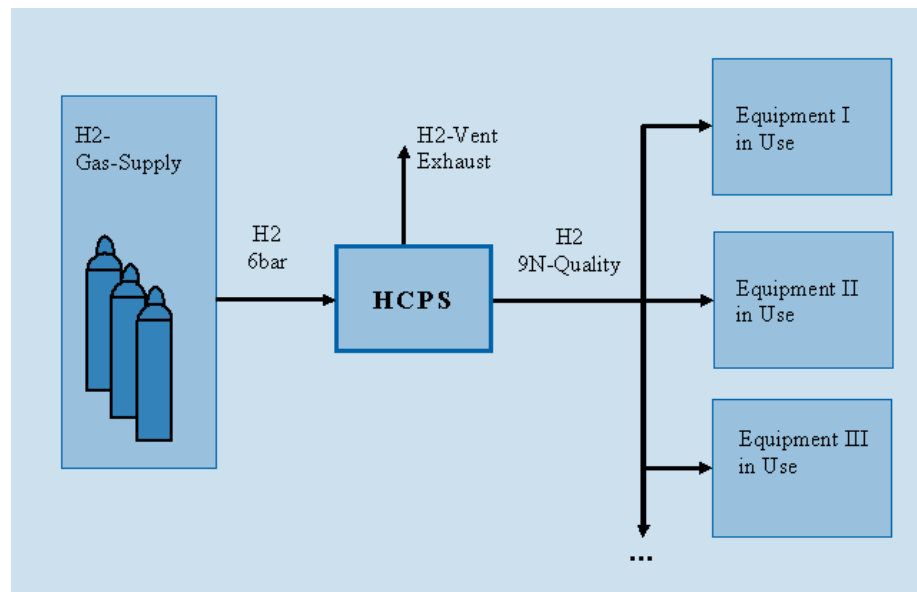 H2-
Gas-Supply
H2-Vent
Exhaust
H2
6bar
HCPS
H2
9N-Quality
Equipment I
in Use
Equipment II
in Use
Equipment III
in Use
...